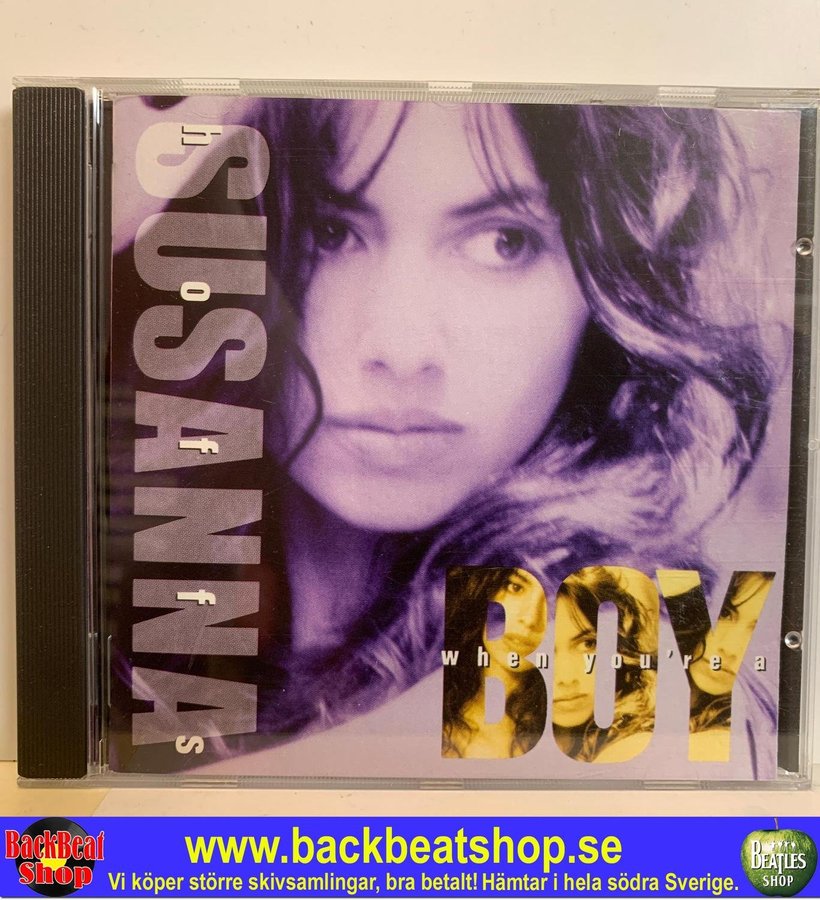 SUSANNA
hoffs
when you're a
BOY
BackBeat
Shop
www.backbeatshop.se
Vi köper större skivsamlingar, bra betalt! Hämtar i hela södra Sverige.
BEATLES
SHOP